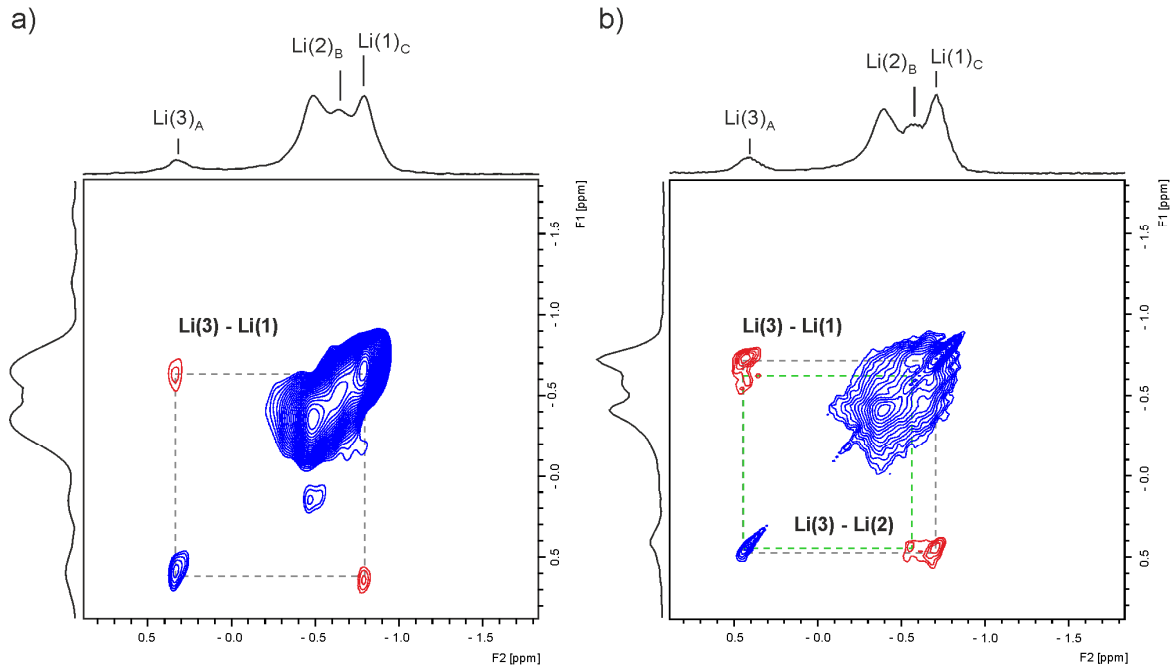 a)
Li(3)A
Li(2)B
Li(1)C
Li(3) - Li(1)
F1 [ppm]
- 1.5
- 1.0
- 0.5
- 0.0
0.5
0.5
- 0.0
- 0.5
- 1.0
- 1.5
F2 [ppm]
b)
Li(3)A
Li(2)B
Li(1)C
Li(3) - Li(1)
Li(3) - Li(2)
F1 [ppm]
- 1.5
- 1.0
- 0.5
- 0.0
0.5
0.5
- 0.0
- 0.5
- 1.0
- 1.5
F2 [ppm]